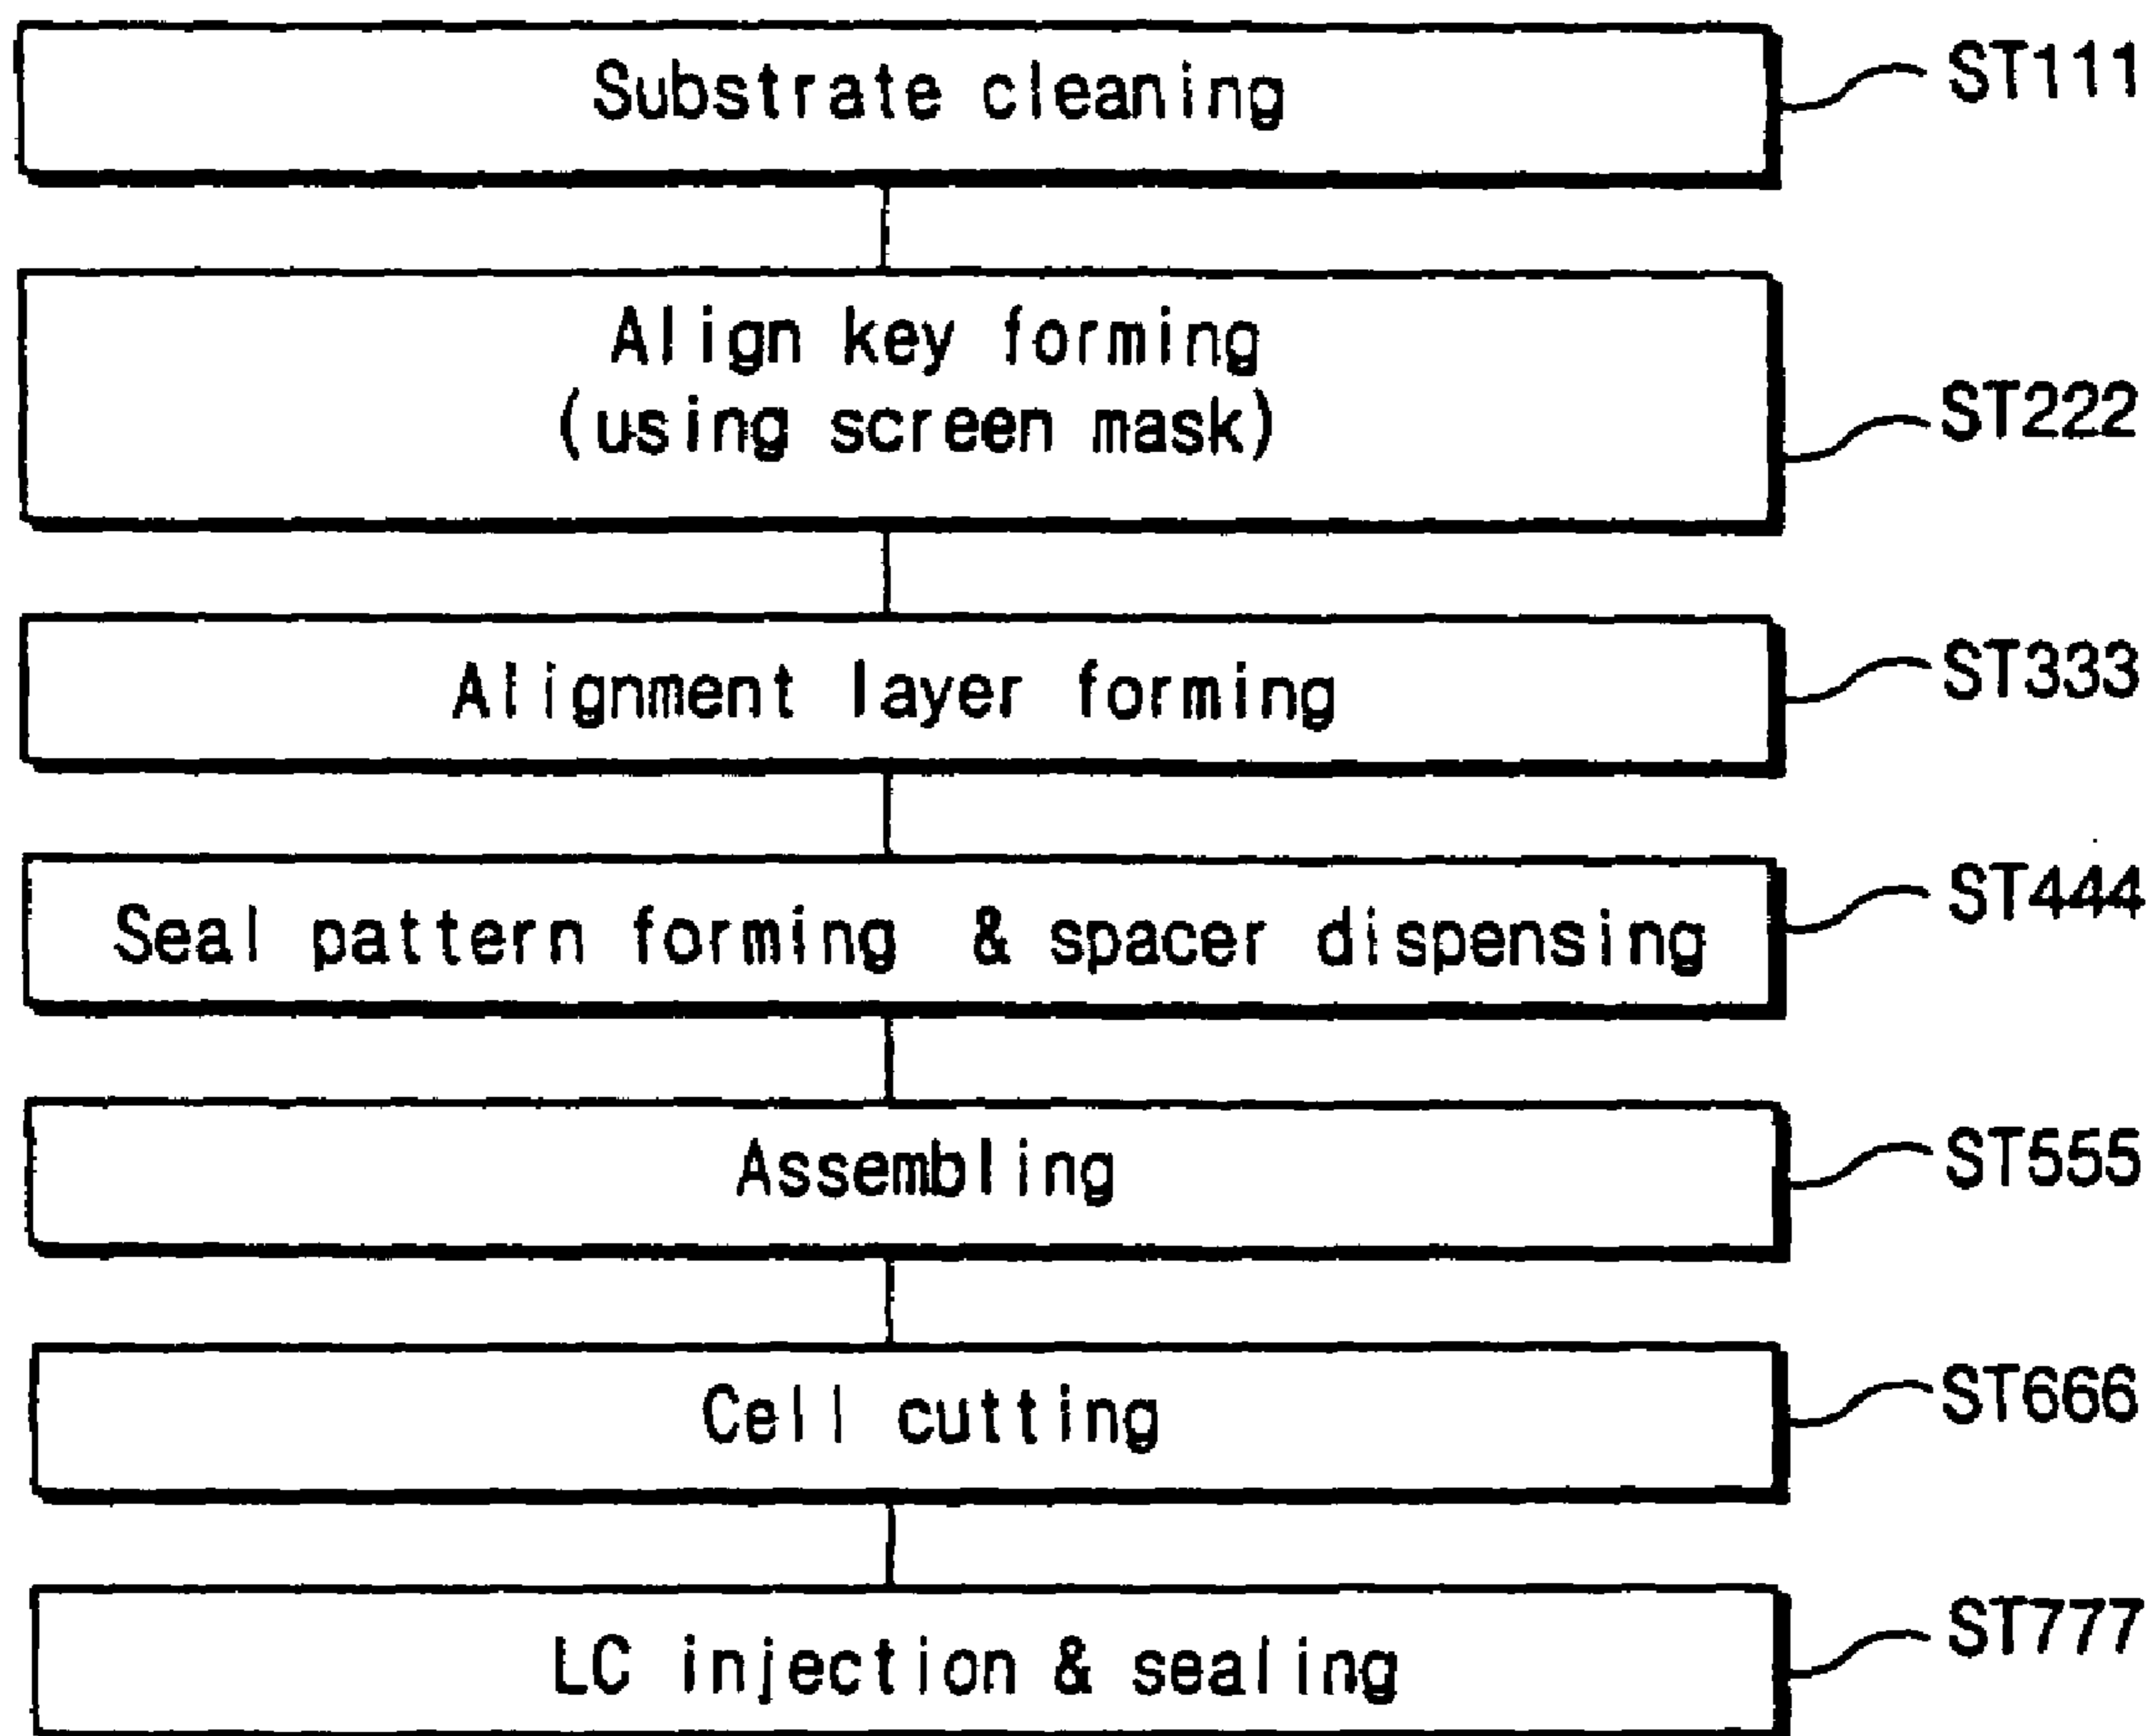 Substrate cleaning
ST111
Align key forming
(using screen mask)
ST222
Alignment layer forming
ST333
Seal pattern forming & spacer dispensing
ST444
Assembling
ST555
Cell cutting
ST666
LC injection & sealing
ST777